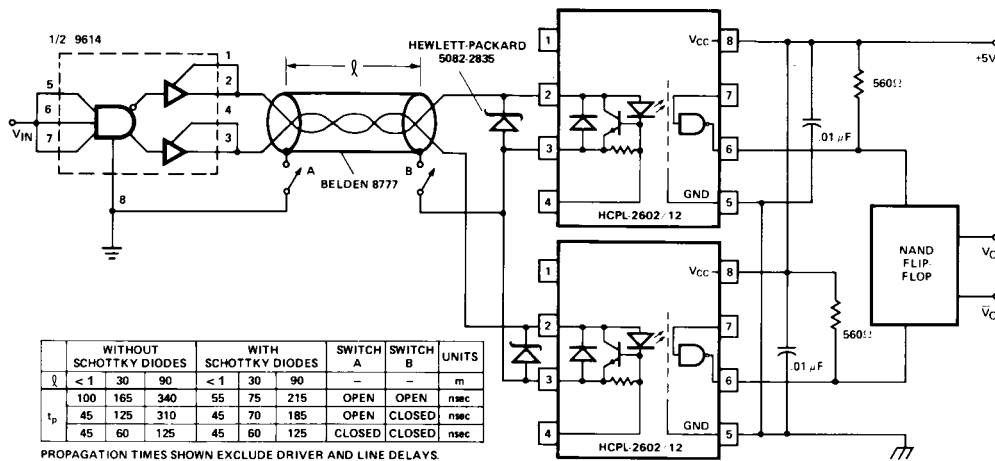 1/2 9614
1
2
4
3
5
6
7
8
V_IN
ℓ
A
B
BELDEN 8777
HEWLETT-PACKARD
5082-2835
1
2
3
4
V_CC
8
7
6
GND
5
HCPL-2602/12
1
2
3
4
V_CC
8
7
6
GND
5
HCPL-2602/12
+5V
560Ω
.01 µF
560Ω
.01 µF
NAND
FLIP-
FLOP
V_O
V̄_O
WITHOUT SCHOTTKY DIODES WITH SCHOTTKY DIODES SWITCH A SWITCH B UNITS
ℓ < 1 30 90 < 1 30 90 – – m
t_p 100 165 340 55 75 215 OPEN OPEN nsec
45 125 310 45 70 185 OPEN CLOSED nsec
45 60 125 45 60 125 CLOSED CLOSED nsec
PROPAGATION TIMES SHOWN EXCLUDE DRIVER AND LINE DELAYS.